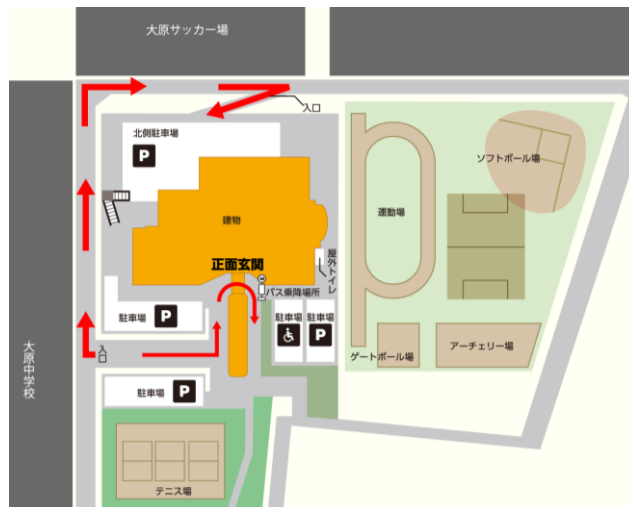 大原サッカー場
入口
北側駐車場
P
ソフトボール場
建物
運動場
正面玄関
屋外トイレ
バス乗降場所
駐車場
P
駐車場
駐車場
P
入口
ゲートボール場
アーチェリー場
大原中学校
駐車場
P
テニス場